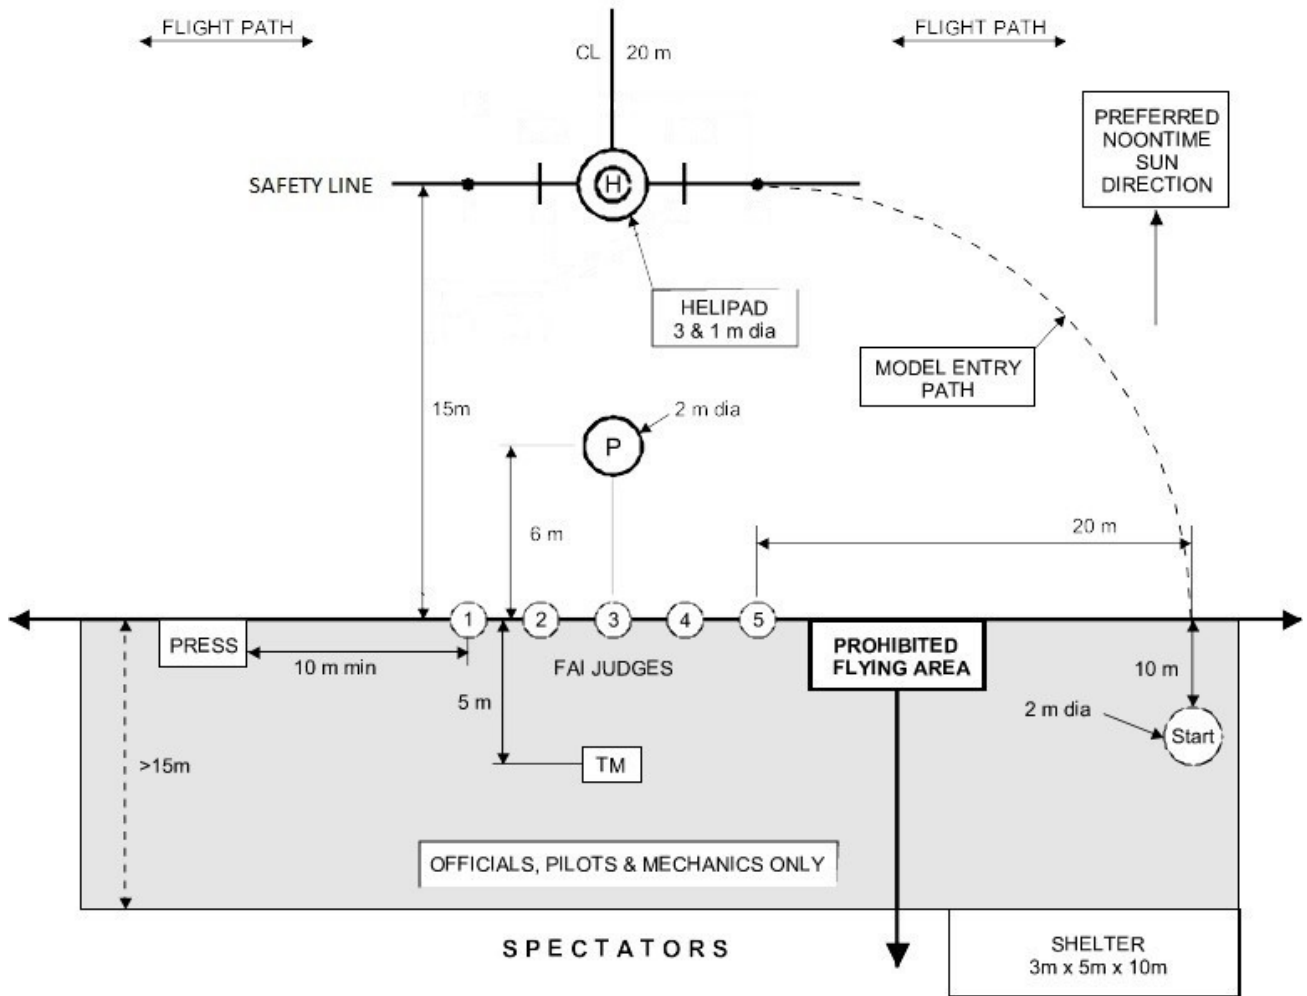 FLIGHT PATH
FLIGHT PATH
CL
20 m
PREFERRED
NOONTIME
SUN
DIRECTION
SAFETY LINE
H
HELIPAD
3 & 1 m dia
MODEL ENTRY
PATH
15m
2 m dia
P
6 m
20 m
1
2
3
4
5
PRESS
10 m min
FAI JUDGES
PROHIBITED
FLYING AREA
10 m
5 m
2 m dia
Start
TM
>15m
OFFICIALS, PILOTS & MECHANICS ONLY
SPECTATORS
SHELTER
3m x 5m x 10m